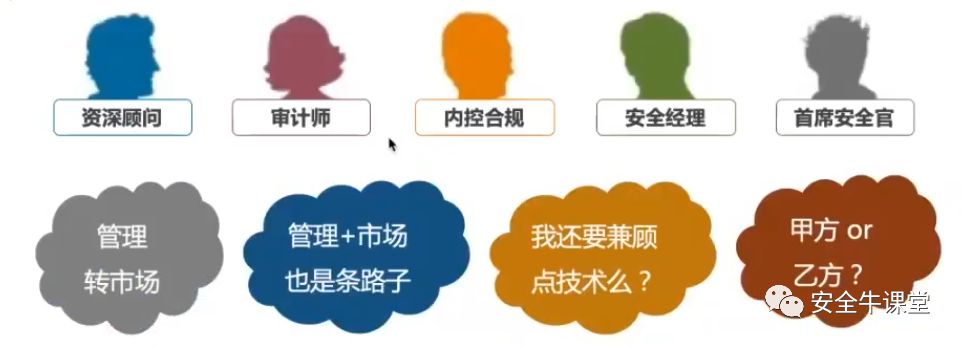 资深顾问
审计师
内控合规
安全经理
首席安全官
管理
转市场
管理+市场
也是条路子
我还要兼顾
点技术么？
甲方 or
乙方？
安全牛课堂